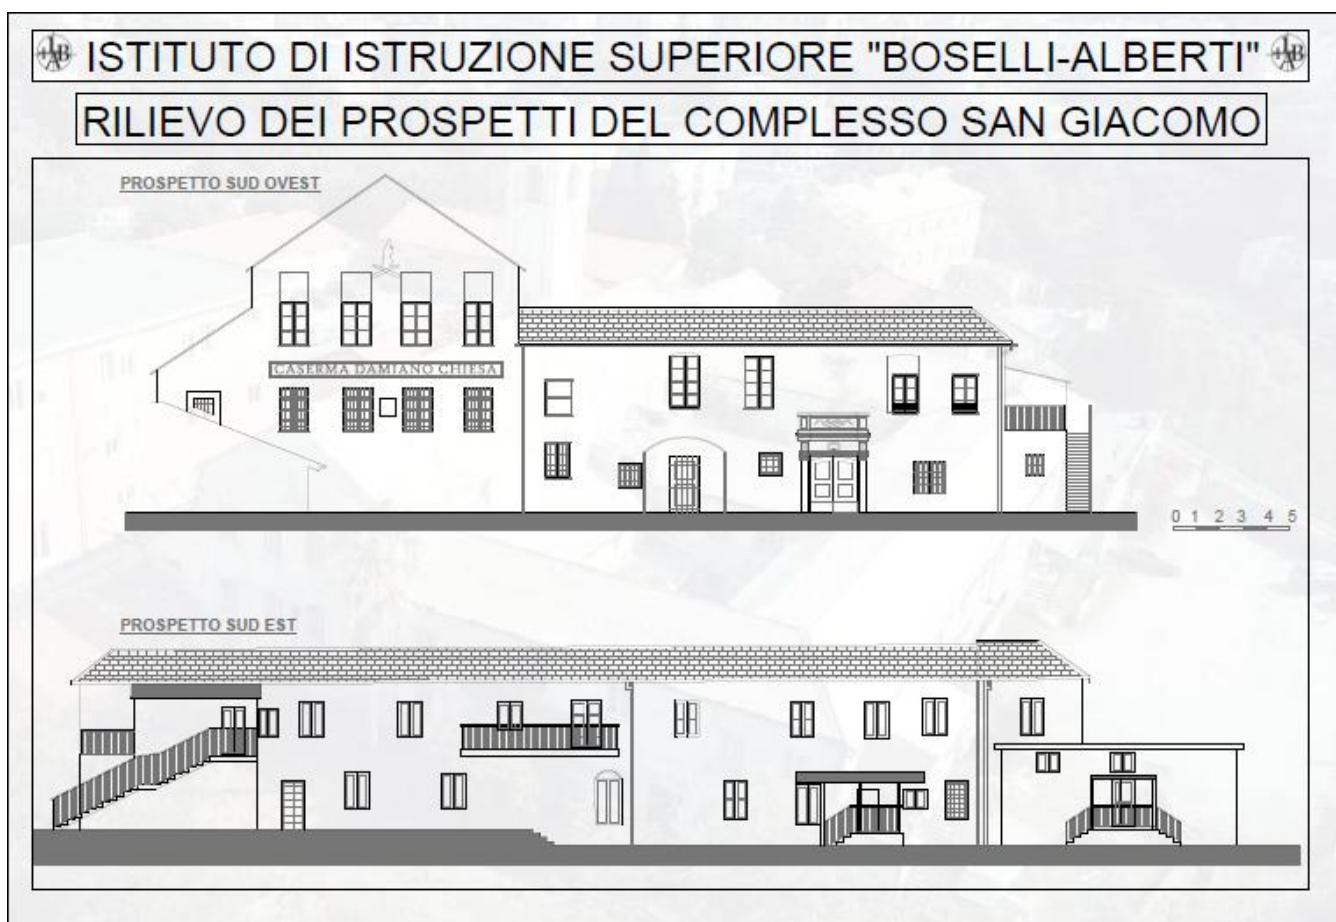 ISTITUTO DI ISTRUZIONE SUPERIORE "BOSELLI-ALBERTI"
RILIEVO DEI PROSPETTI DEL COMPLESSO SAN GIACOMO
PROSPETTO SUD OVEST
CASERMA DAMIANO CHIESA
0 1 2 3 4 5
PROSPETTO SUD EST